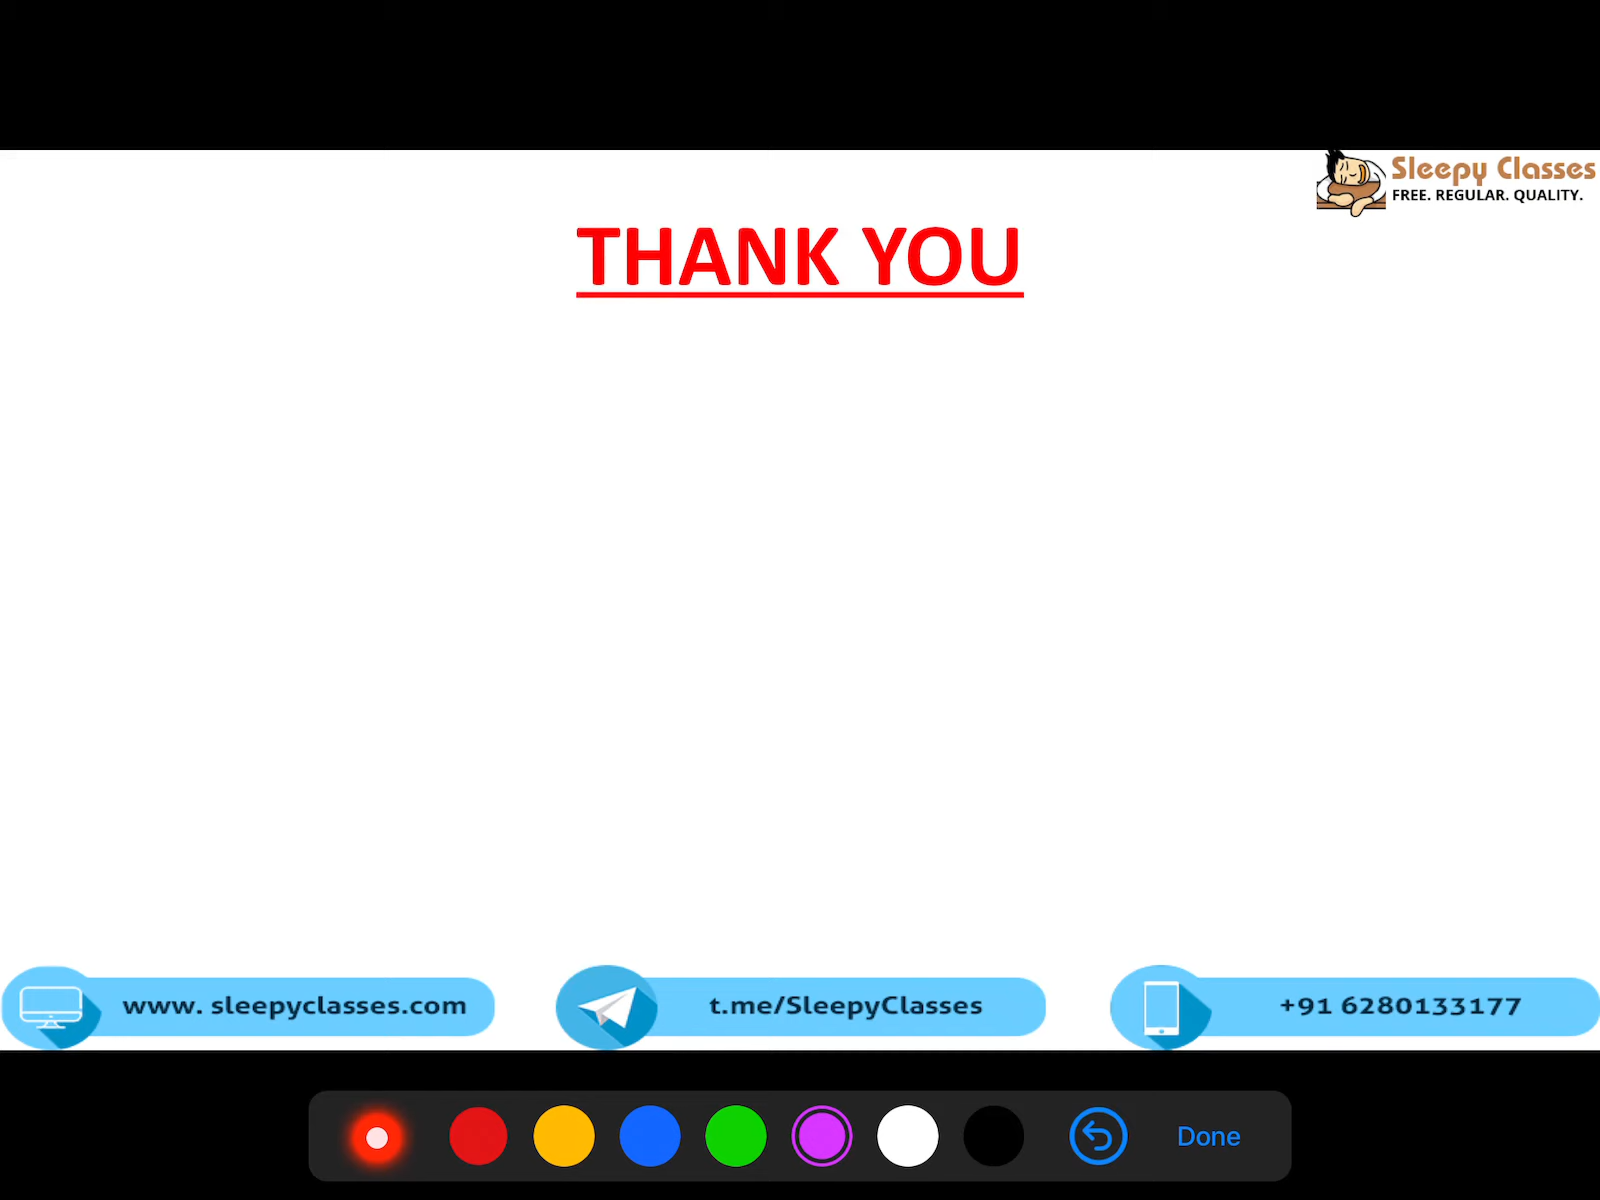 Sleepy Classes
FREE. REGULAR. QUALITY.
THANK YOU
www. sleepyclasses.com
t.me/SleepyClasses
+91 6280133177
Done